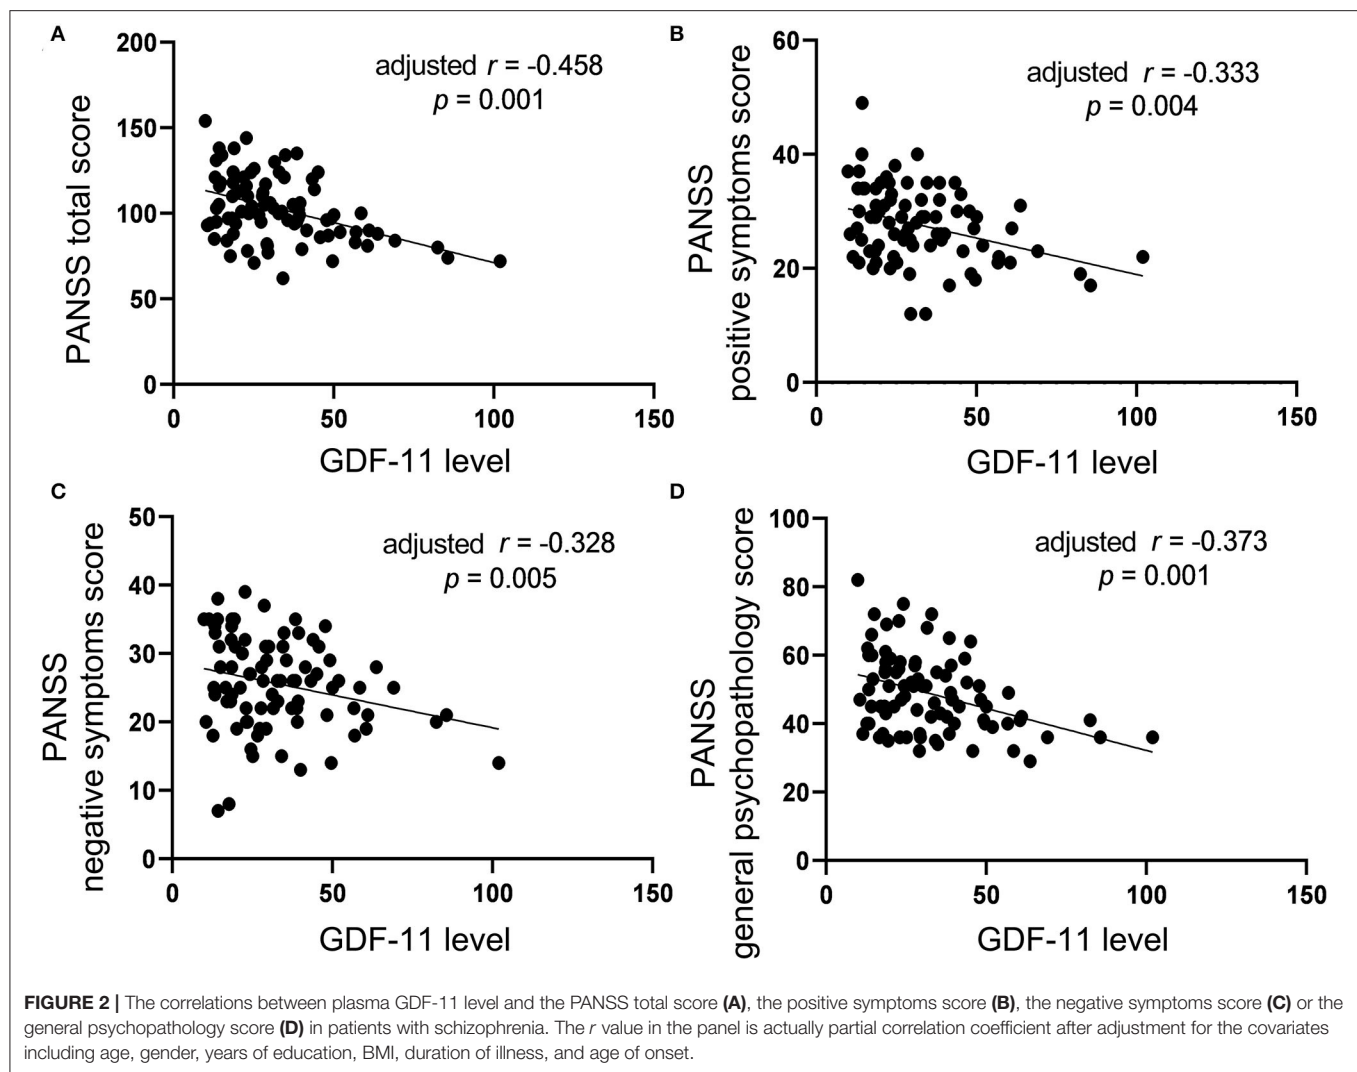 A
200
150
100
50
0
0 50 100 150
PANSS total score
GDF-11 level
adjusted r = -0.458
p = 0.001
B
60
40
20
0
0 50 100 150
PANSS
positive symptoms score
GDF-11 level
adjusted r = -0.333
p = 0.004
C
50
40
30
20
10
0
0 50 100 150
PANSS
negative symptoms score
GDF-11 level
adjusted r = -0.328
p = 0.005
D
100
80
60
40
20
0
0 50 100 150
PANSS
general psychopathology score
GDF-11 level
adjusted r = -0.373
p = 0.001
FIGURE 2 | The correlations between plasma GDF-11 level and the PANSS total score (A), the positive symptoms score (B), the negative symptoms score (C) or the
general psychopathology score (D) in patients with schizophrenia. The r value in the panel is actually partial correlation coefficient after adjustment for the covariates
including age, gender, years of education, BMI, duration of illness, and age of onset.